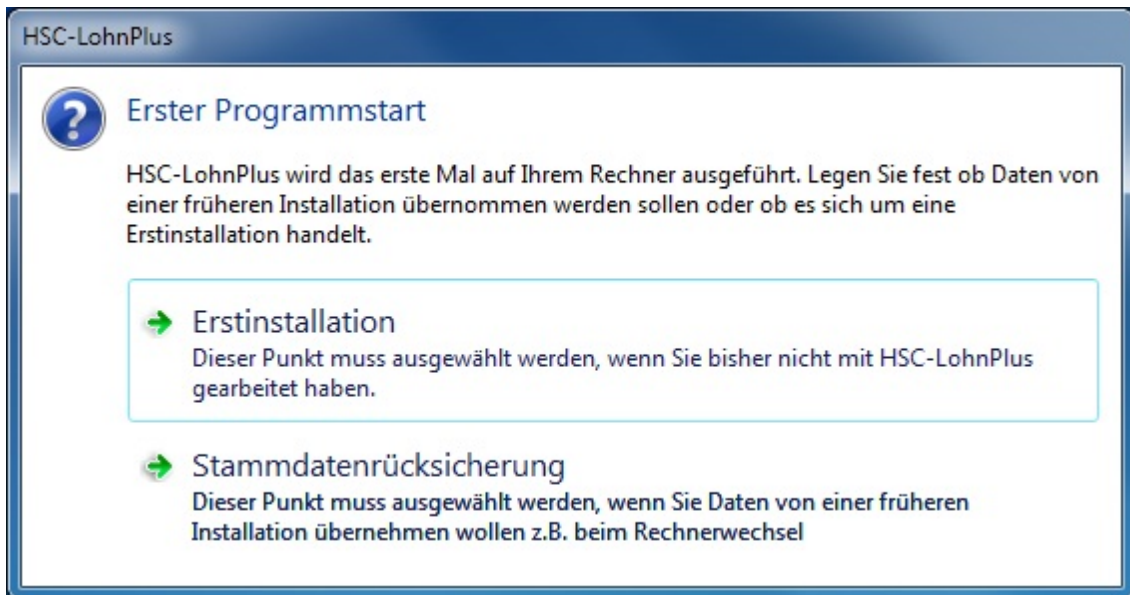 HSC-LohnPlus
Erster Programmstart
HSC-LohnPlus wird das erste Mal auf Ihrem Rechner ausgeführt. Legen Sie fest ob Daten von
einer früheren Installation übernommen werden sollen oder ob es sich um eine
Erstinstallation handelt.
Erstinstallation
Dieser Punkt muss ausgewählt werden, wenn Sie bisher nicht mit HSC-LohnPlus
gearbeitet haben.
Stammdatenrücksicherung
Dieser Punkt muss ausgewählt werden, wenn Sie Daten von einer früheren
Installation übernehmen wollen z.B. beim Rechnerwechsel